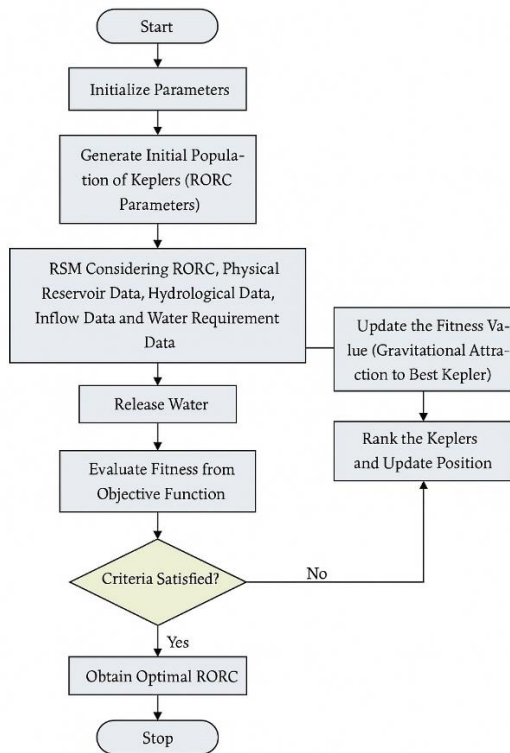 Start
Initialize Parameters
Generate Initial Popula-
tion of Keplers (RORC
Parameters)
RSM Considering RORC, Physical
Reservoir Data, Hydrological Data,
Inflow Data and Water Requirement
Data
Update the Fitness Va-
lue (Gravitational Attra-
ction to Best Kepler)
Release Water
Rank the Keplers
and Update Position
Evaluate Fitness from
Objective Function
Criteria Satisfied?
No
Yes
Obtain Optimal RORC
Stop